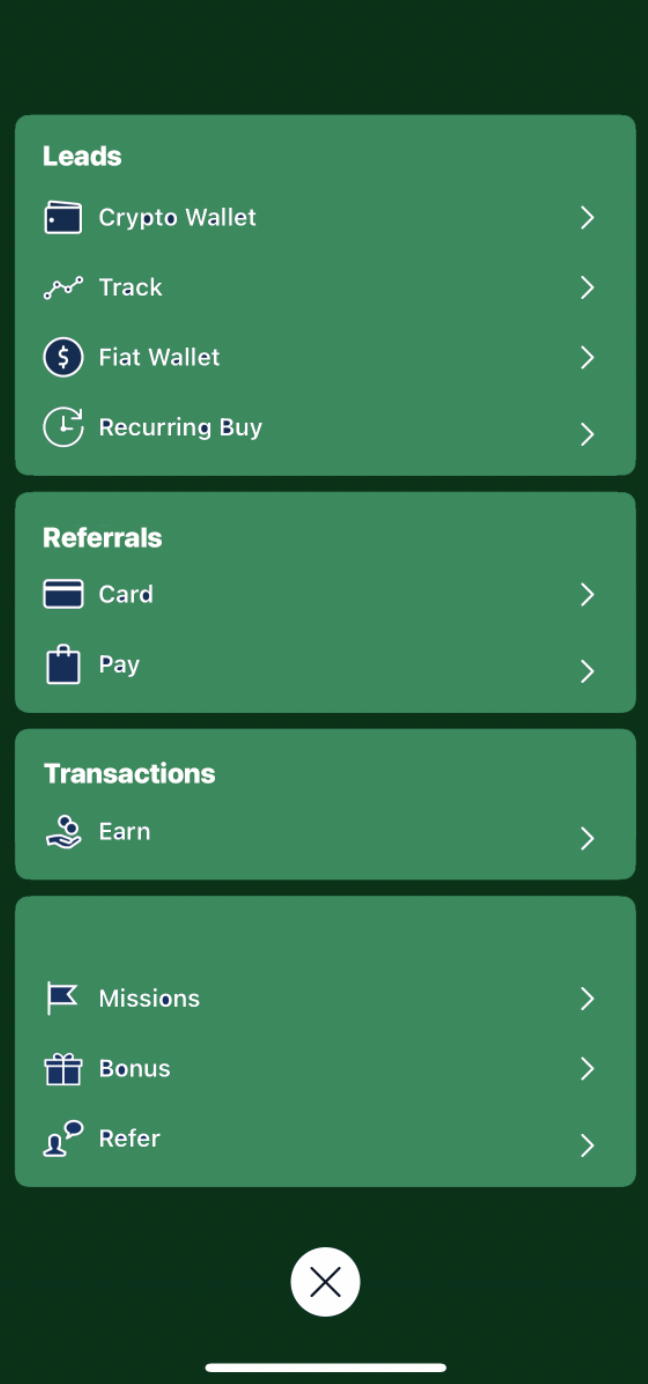 Leads
Crypto Wallet
Track
$
Fiat Wallet
Recurring Buy
Referrals
Card
Pay
Transactions
Earn
Missions
Bonus
Refer